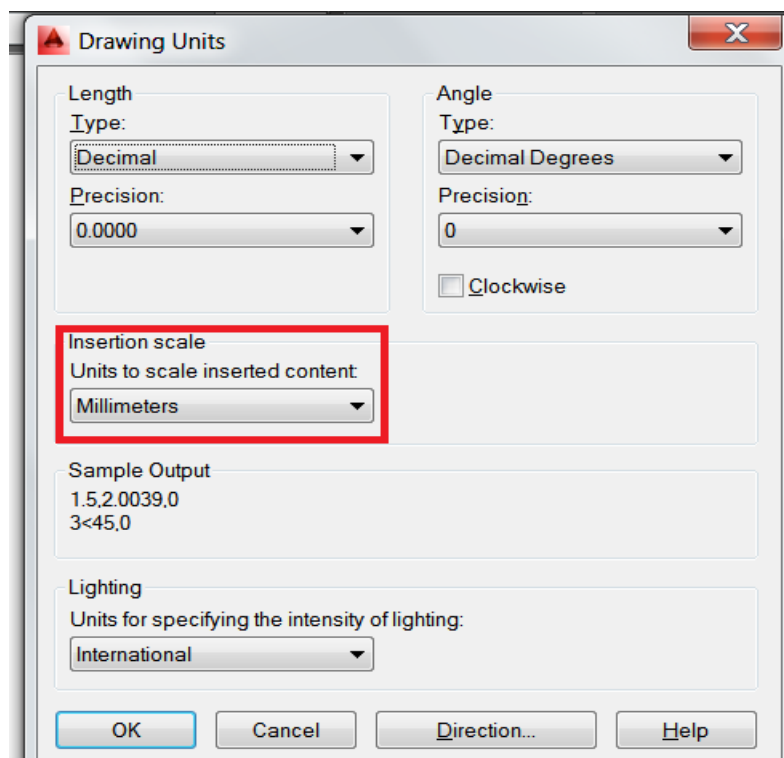 Drawing Units
Length
Type:
Decimal
Precision:
0.0000
Angle
Type:
Decimal Degrees
Precision:
0
Clockwise
Insertion scale
Units to scale inserted content:
Millimeters
Sample Output
1.5,2.0039,0
3<45,0
Lighting
Units for specifying the intensity of lighting:
International
OK
Cancel
Direction...
Help